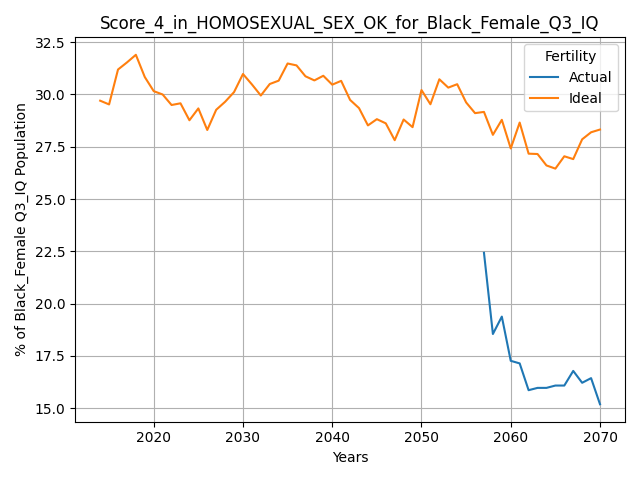 Score_4_in_HOMOSEXUAL_SEX_OK_for_Black_Female_Q3_IQ
% of Black_Female Q3_IQ Population
32.5
30.0
27.5
25.0
22.5
20.0
17.5
15.0
Fertility
Actual
Ideal
2020 2030 2040 2050 2060 2070
Years